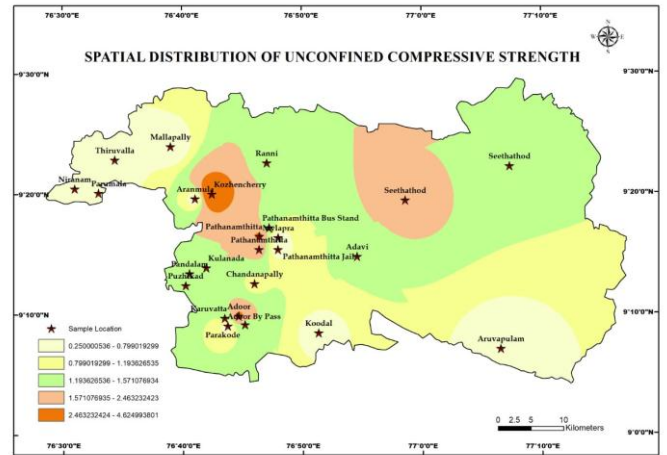 76°30'0"E 76°40'0"E 76°50'0"E 77°0'0"E 77°10'0"E
N
W E
S
SPATIAL DISTRIBUTION OF UNCONFINED COMPRESSIVE STRENGTH
9°30'0"N 9°30'0"N
Mallapally
Thiruvalla
Ranni
Seethathod
Niranam
Parumala
Aranmula
Kozhencherry
Seethathod
9°20'0"N 9°20'0"N
Pathanamthitta Bus Stand
Pathanamthitta
Pathanamthitta
Pathanamthitta Jail
Adavi
Kulanada
Pandalam
Chandanapally
9°10'0"N 9°10'0"N
Adoor
Adoor By Pass
Parakode
Koodal
Aruvapulam
Sample Location
0.250000536 - 0.799019299
0.799019299 - 1.193626535
1.193626536 - 1.571076934
1.571076935 - 2.463232423
2.463232424 - 4.624993801
0 2.5 5 10
Kilometers
9°0'0"N
76°30'0"E 76°40'0"E 76°50'0"E 77°0'0"E 77°10'0"E